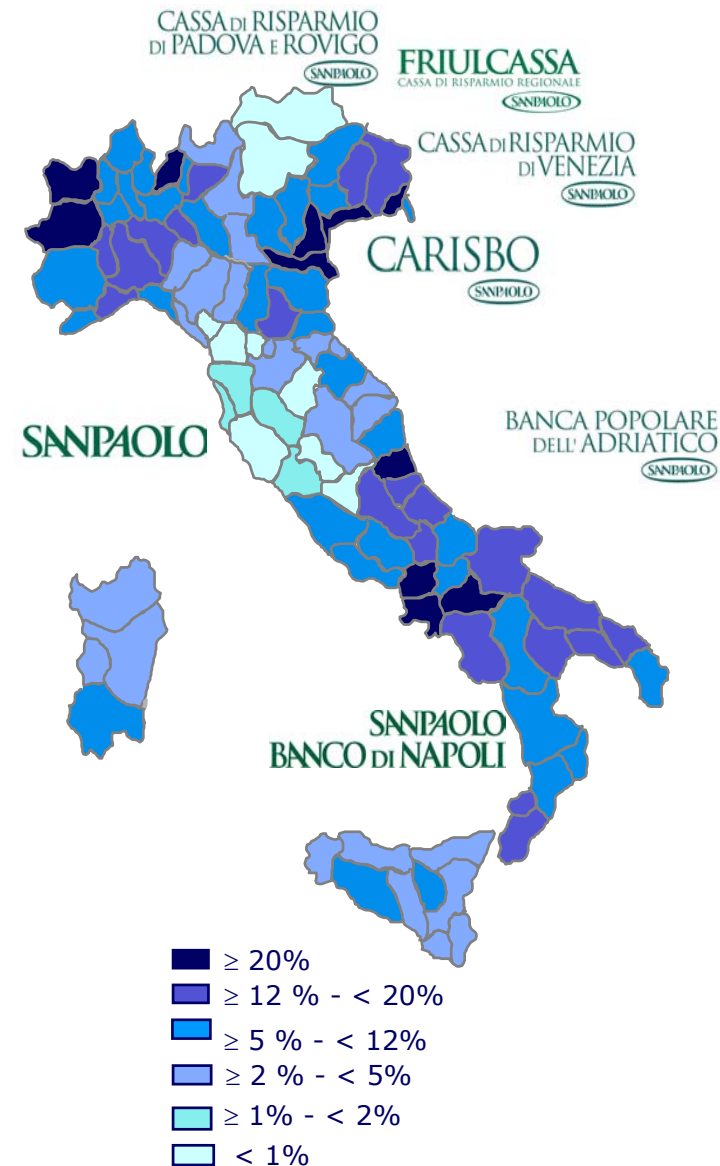 CASSA DI RISPARMIO
DI PADOVA E ROVIGO
SANPAOLO
FRIULCASSA
CASSA DI RISPARMIO REGIONALE
SANPAOLO
CASSA DI RISPARMIO
DI VENEZIA
SANPAOLO
CARISBO
SANPAOLO
SANPAOLO
BANCA POPOLARE
DELL' ADRIATICO
SANPAOLO
SANPAOLO
BANCO DI NAPOLI
≥ 20%
≥ 12 % - < 20%
≥ 5 % - < 12%
≥ 2 % - < 5%
≥ 1% - < 2%
< 1%